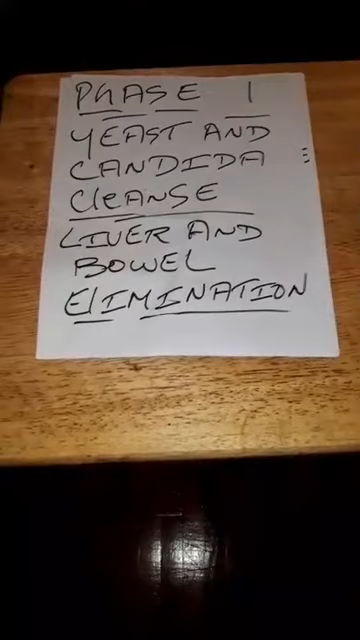 PHASE 1
YEAST AND
CANDIDA
CleANSE
LIVER AND
BOWEL
ElIMINATION